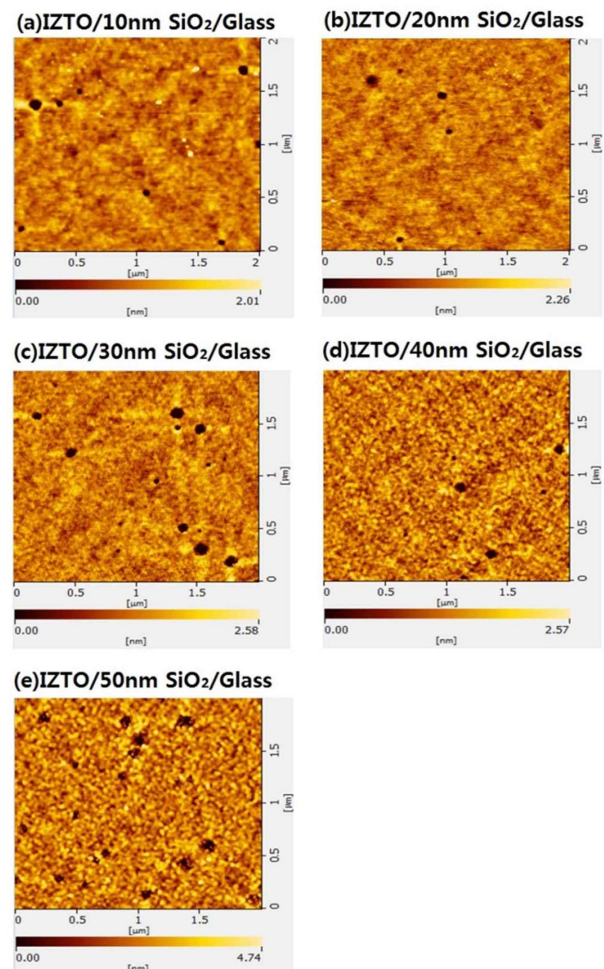 (a)IZTO/10nm SiO₂/Glass
2
1.5
1
0.5
0
[µm]
0 0.5 1 1.5 2
[µm]
0.00 2.01
[nm]
(b)IZTO/20nm SiO₂/Glass
2
1.5
1
0.5
0
[µm]
0 0.5 1 1.5 2
[µm]
0.00 2.26
[nm]
(c)IZTO/30nm SiO₂/Glass
1.5
1
0.5
0
[µm]
0 0.5 1 1.5
[µm]
0.00 2.58
[nm]
(d)IZTO/40nm SiO₂/Glass
1.5
1
0.5
0
[µm]
0 0.5 1 1.5
[µm]
0.00 2.57
[nm]
(e)IZTO/50nm SiO₂/Glass
1.5
1
0.5
0
[µm]
0 0.5 1 1.5
[µm]
0.00 4.74
[nm]